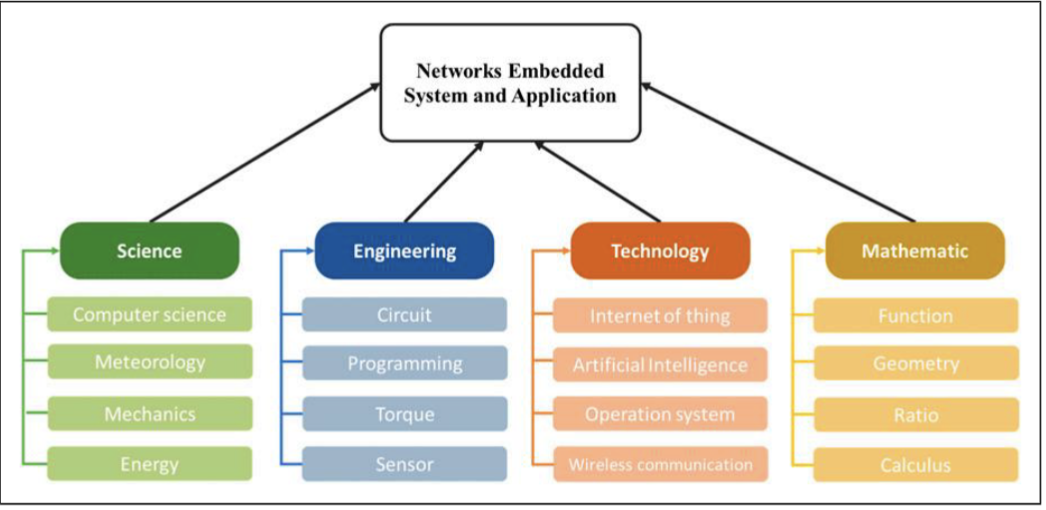 Networks Embedded
System and Application
Science
Engineering
Technology
Mathematic
Computer science
Circuit
Internet of thing
Function
Meteorology
Programming
Artificial Intelligence
Geometry
Mechanics
Torque
Operation system
Ratio
Energy
Sensor
Wireless communication
Calculus